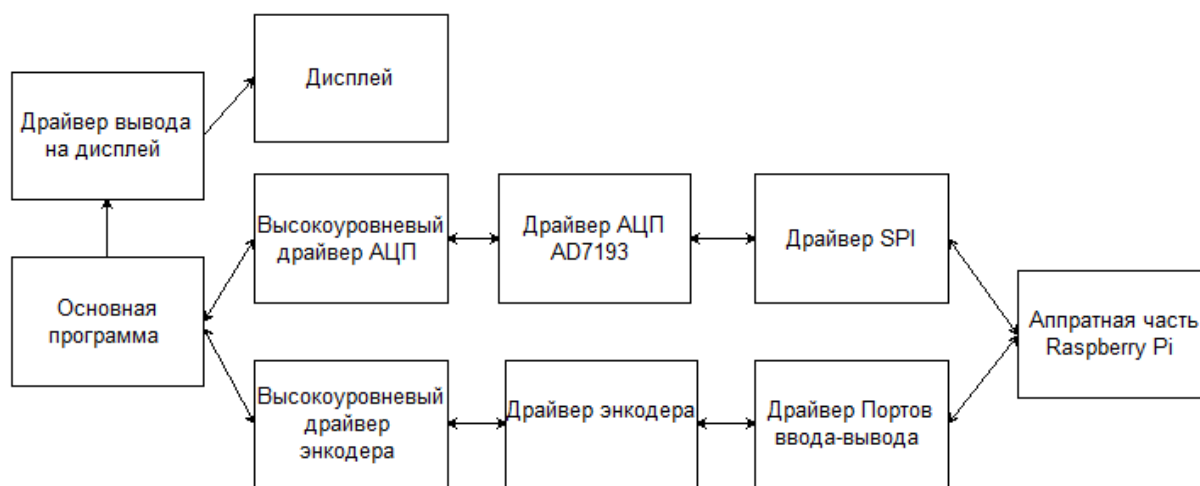 Дисплей
Драйвер вывода
на дисплей
Высокоуровневый
драйвер АЦП
Драйвер АЦП
AD7193
Драйвер SPI
Основная
программа
Аппратная часть
Raspberry Pi
Высокоуровневый
драйвер
энкодера
Драйвер энкодера
Драйвер Портов
ввода-вывода